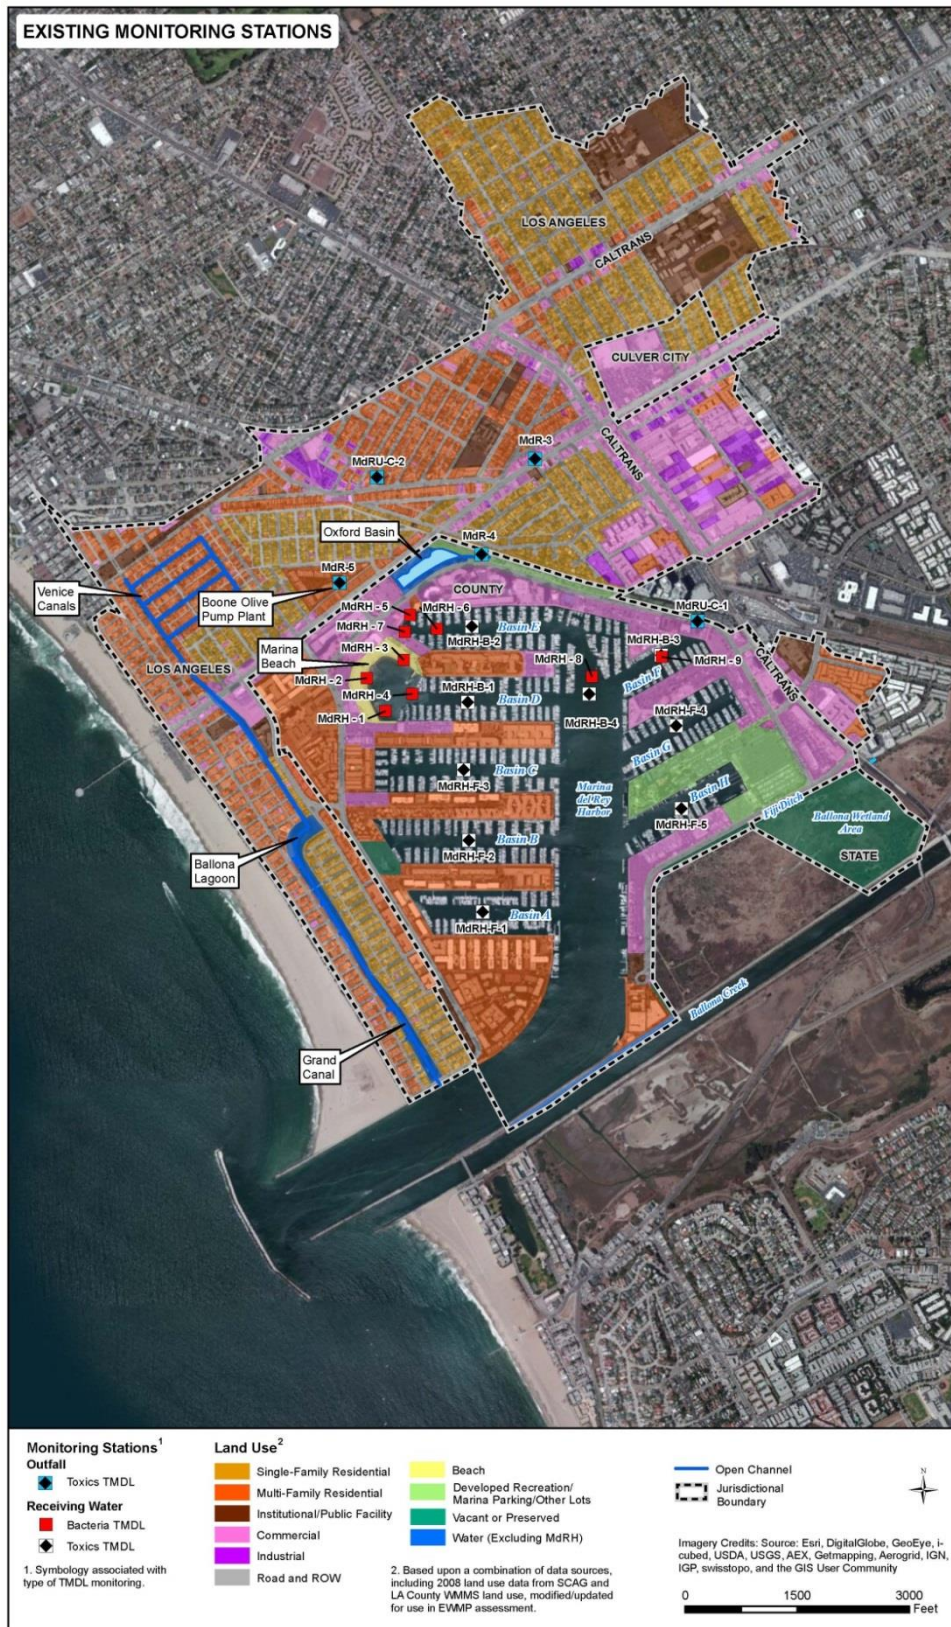 EXISTING MONITORING STATIONS
LOS ANGELES
CALTRANS
CULVER CITY
CALTRANS
MdR-3
MdRU-C-2
Oxford Basin
MdR-4
MdR-5
Venice
Canals
Boone Olive
Pump Plant
COUNTY
MdRH - 5
MdRH - 6
MdRU-C-1
MdRH - 7
Basin E
MdRH-B-2
MdRH-B-3
Marina
Beach
MdRH - 3
MdRH - 8
MdRH - 9
LOS ANGELES
MdRH - 2
Basin F
CALTRANS
MdRH - 4
MdRH-B-1
Basin D
MdRH - 1
MdRH-B-4
MdRH-F-4
Basin G
Basin C
MdRH-F-3
Marina
del Rey
Harbor
Basin H
MdRH-F-5
Fiji Ditch
Ballona Wetland
Area
STATE
Basin B
MdRH-F-2
Ballona
Lagoon
Basin A
MdRH-F-1
Ballona Creek
Grand
Canal
Monitoring Stations1
Outfall
Toxics TMDL
Receiving Water
Bacteria TMDL
Toxics TMDL
1. Symbology associated with
type of TMDL monitoring.
Land Use2
Single-Family Residential
Multi-Family Residential
Institutional/Public Facility
Commercial
Industrial
Road and ROW
Beach
Developed Recreation/
Marina Parking/Other Lots
Vacant or Preserved
Water (Excluding MdRH)
2. Based upon a combination of data sources,
including 2008 land use data from SCAG and
LA County WMMS land use, modified/updated
for use in EWMP assessment.
Open Channel
Jurisdictional
Boundary
N
Imagery Credits: Source: Esri, DigitalGlobe, GeoEye, i-
cubed, USDA, USGS, AEX, Getmapping, Aerogrid, IGN,
IGP, swisstopo, and the GIS User Community
0 1500 3000
Feet